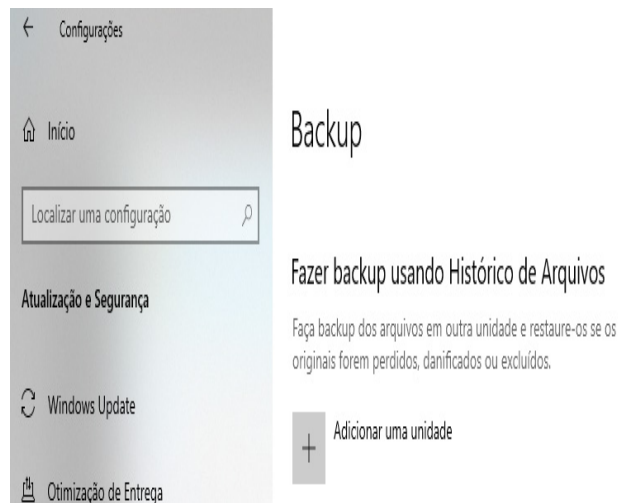 Configurações
Início
Localizar uma configuração
Atualização e Segurança
Windows Update
Otimização de Entrega
Backup
Fazer backup usando Histórico de Arquivos
Faça backup dos arquivos em outra unidade e restaure-os se os
originais forem perdidos, danificados ou excluídos.
Adicionar uma unidade